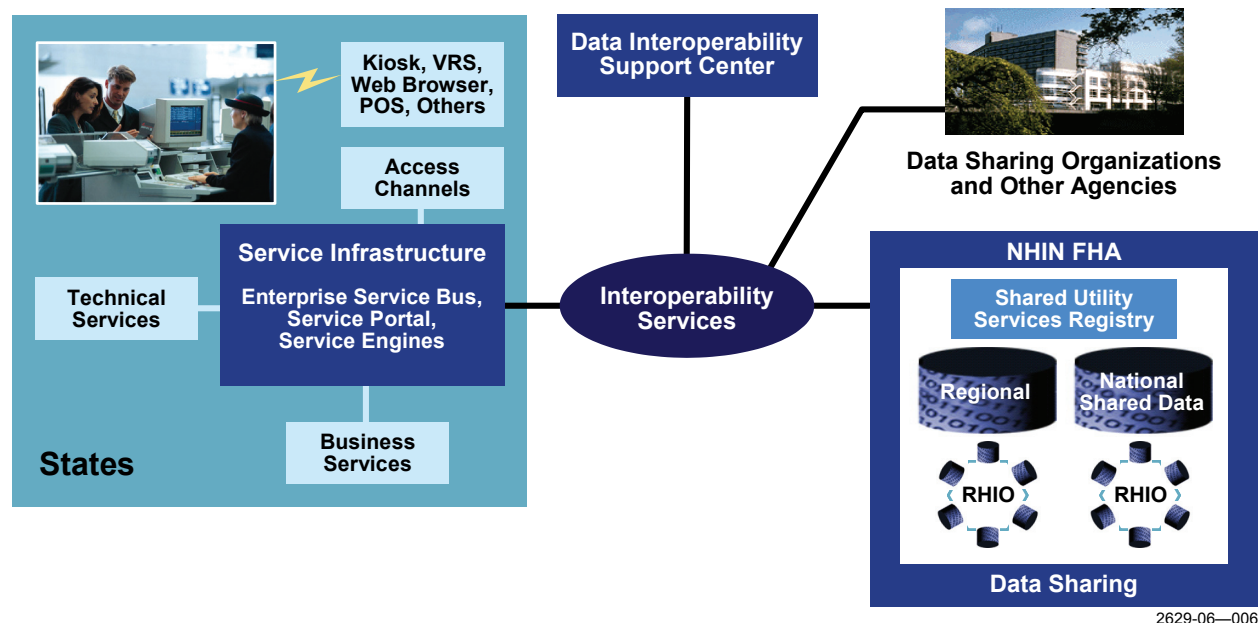 Kiosk, VRS,
Web Browser,
POS, Others
Access
Channels
Service Infrastructure
Enterprise Service Bus,
Service Portal,
Service Engines
Technical
Services
Business
Services
States
Data Interoperability
Support Center
Interoperability
Services
Data Sharing Organizations
and Other Agencies
NHIN FHA
Shared Utility
Services Registry
Regional
National
Shared Data
RHIO
RHIO
Data Sharing
2629-06—006